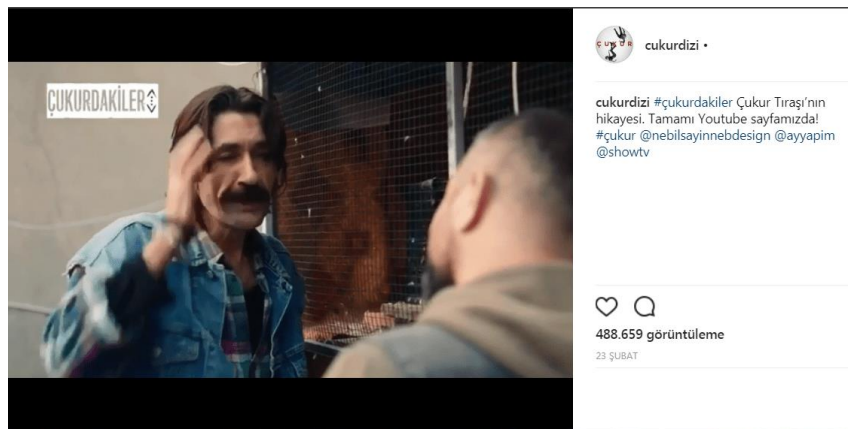 ÇUKURDAKİLER
ÇUKUR
cukurdizi •
cukurdizi #çukurdakiler Çukur Tıraşı'nın
hikayesi. Tamamı Youtube sayfamızda!
#çukur @nebilsayinnebdesign @ayyapim
@showtv
488.659 görüntüleme
23 ŞUBAT